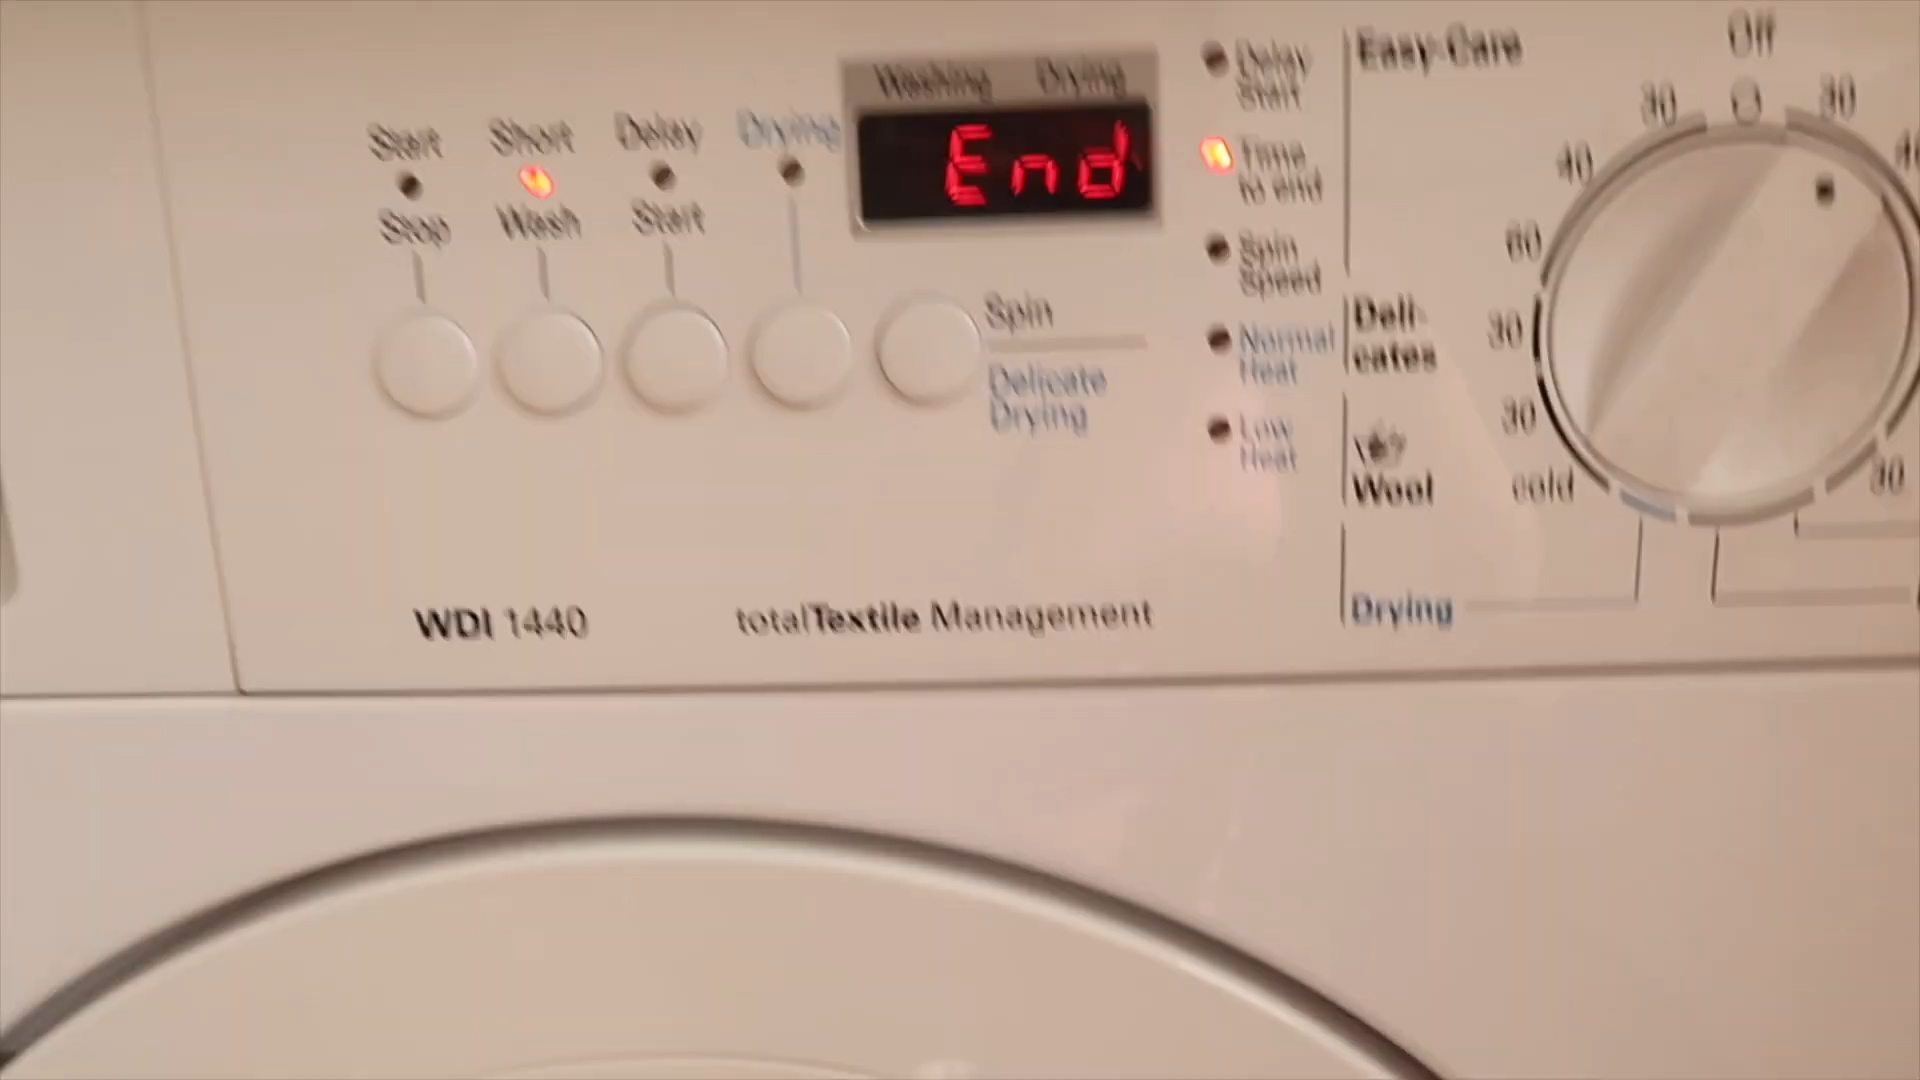 Washing Drying
End
Start
Stop
Short
Wash
Delay
Start
Drying
Spin
Delicate
Drying
Delay
Start
Time
to end
Spin
Speed
Normal
Heat
Low
Heat
Easy-Care
Off
30
30
40
60
Deli-
cates
30
30
Wool
cold
30
Drying
WDI 1440
totalTextile Management